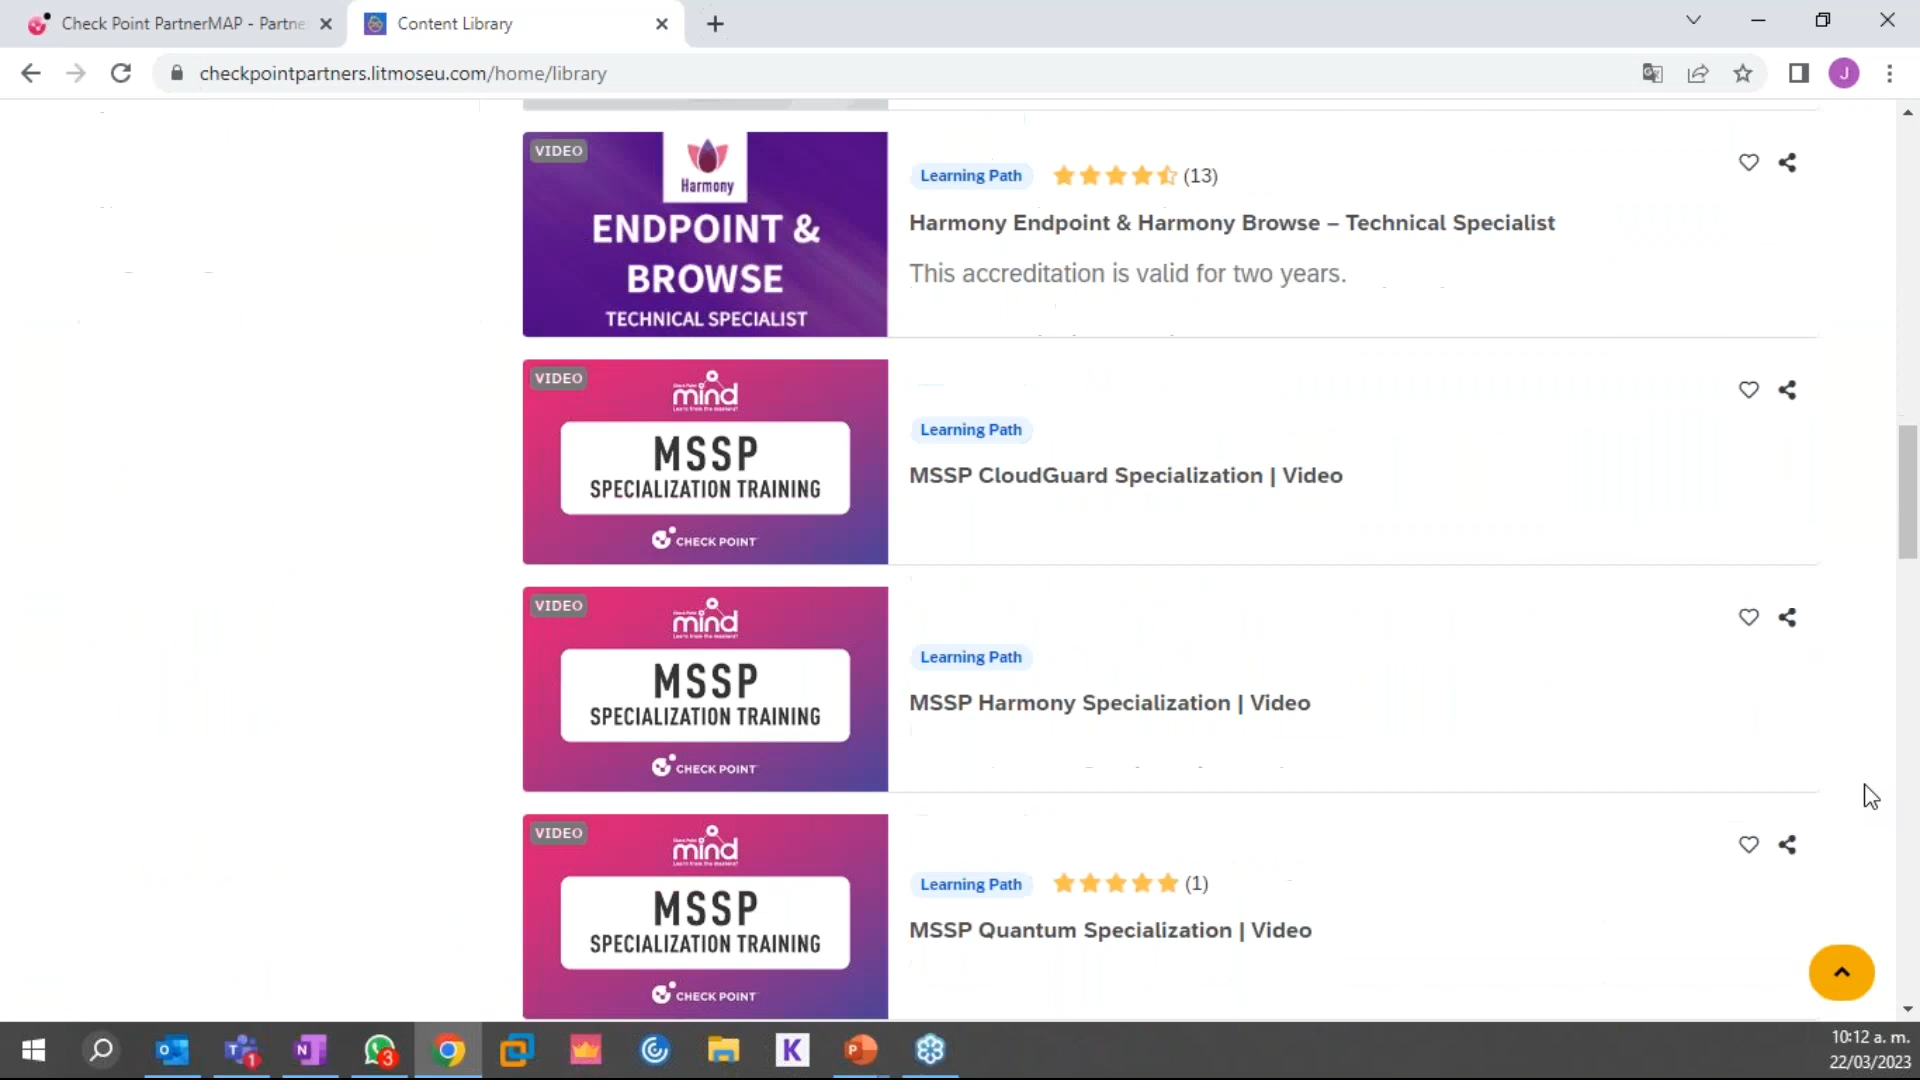 Check Point PartnerMAP - Partne
Content Library
checkpointpartners.litmoseu.com/home/library
J
VIDEO
Harmony
ENDPOINT &
BROWSE
TECHNICAL SPECIALIST
Learning Path
(13)
Harmony Endpoint & Harmony Browse – Technical Specialist
This accreditation is valid for two years.
VIDEO
mind
MSSP
SPECIALIZATION TRAINING
CHECK POINT
Learning Path
MSSP CloudGuard Specialization | Video
VIDEO
mind
MSSP
SPECIALIZATION TRAINING
CHECK POINT
Learning Path
MSSP Harmony Specialization | Video
VIDEO
mind
MSSP
SPECIALIZATION TRAINING
CHECK POINT
Learning Path
(1)
MSSP Quantum Specialization | Video
3
1
K
10:12 a. m.
22/03/2023